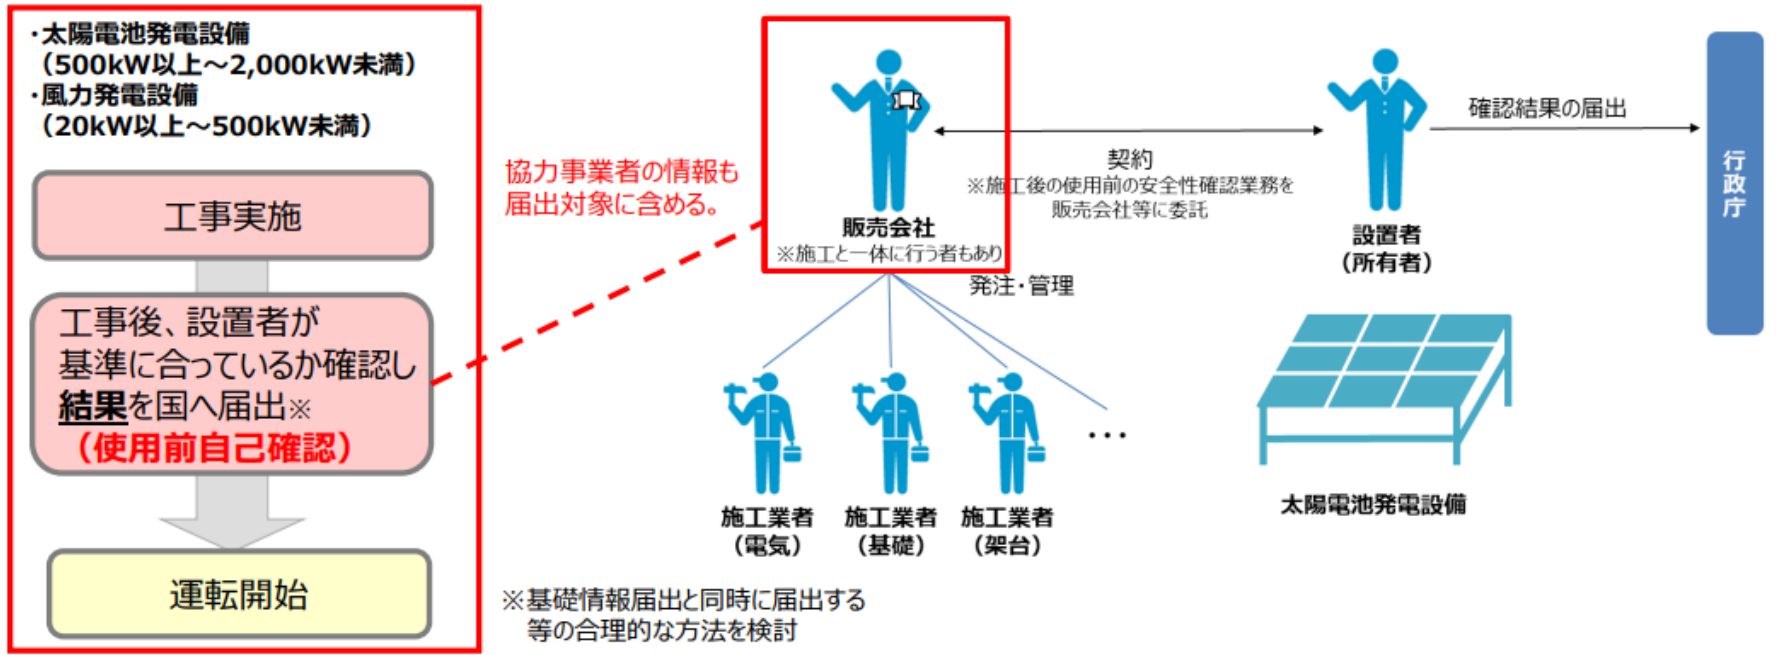 ・太陽電池発電設備
（500kW以上～2,000kW未満）
・風力発電設備
（20kW以上～500kW未満）
工事実施
工事後、設置者が
基準に合っているか確認し
結果を国へ届出※
（使用前自己確認）
運転開始
協力事業者の情報も
届出対象に含める。
販売会社
※施工と一体に行う者もあり
発注・管理
契約
※施工後の使用前の安全性確認業務を
販売会社等に委託
設置者
（所有者）
確認結果の届出
行政庁
施工業者
（電気）
施工業者
（基礎）
施工業者
（架台）
…
太陽電池発電設備
※基礎情報届出と同時に届出する
等の合理的な方法を検討